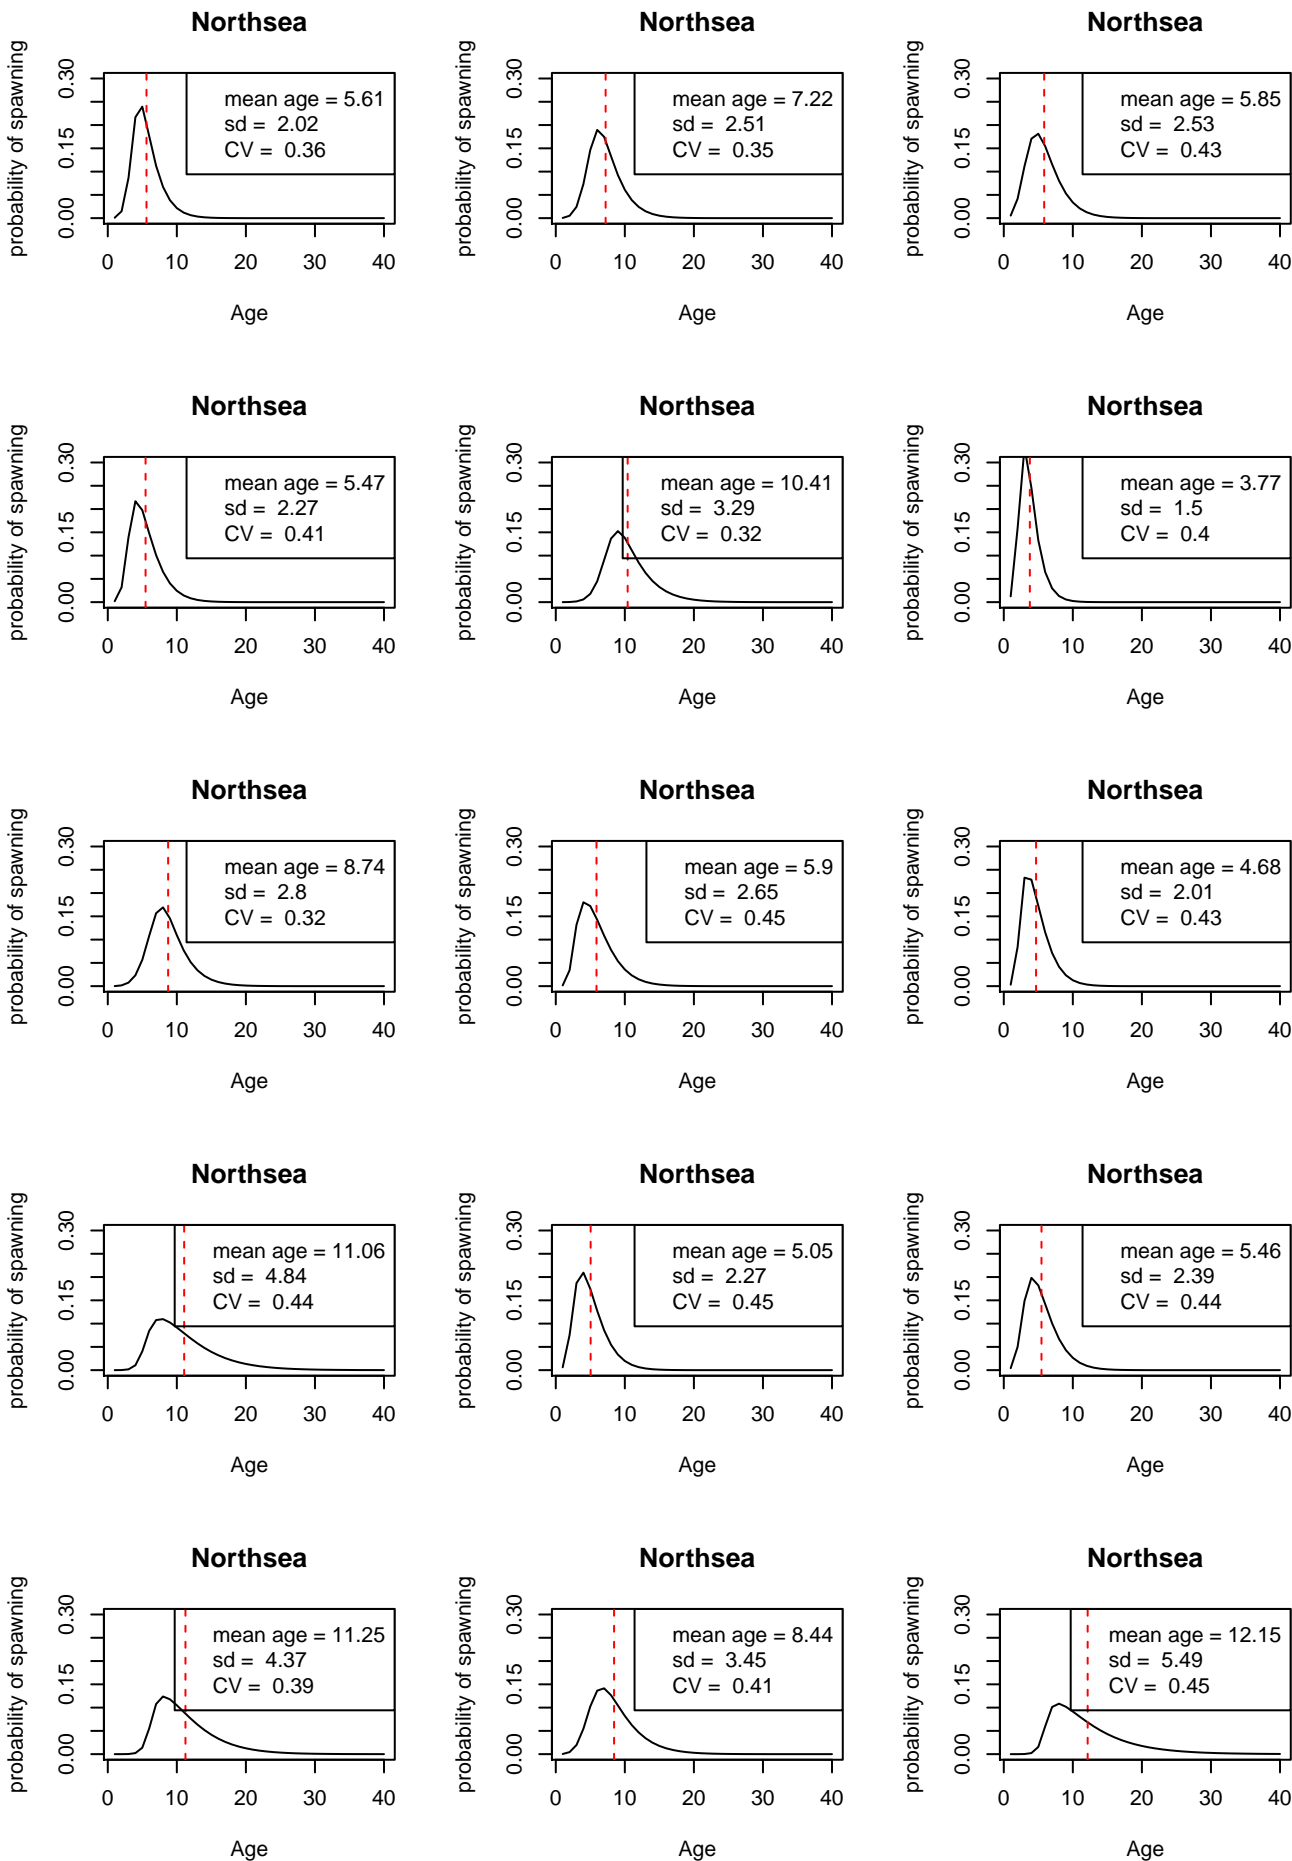 Northsea
probability of spawning
0.00 0.15 0.30
mean age = 5.61
sd = 2.02
CV = 0.36
0 10 20 30 40
Age
Northsea
probability of spawning
0.00 0.15 0.30
mean age = 7.22
sd = 2.51
CV = 0.35
0 10 20 30 40
Age
Northsea
probability of spawning
0.00 0.15 0.30
mean age = 5.85
sd = 2.53
CV = 0.43
0 10 20 30 40
Age
Northsea
probability of spawning
0.00 0.15 0.30
mean age = 5.47
sd = 2.27
CV = 0.41
0 10 20 30 40
Age
Northsea
probability of spawning
0.00 0.15 0.30
mean age = 10.41
sd = 3.29
CV = 0.32
0 10 20 30 40
Age
Northsea
probability of spawning
0.00 0.15 0.30
mean age = 3.77
sd = 1.5
CV = 0.4
0 10 20 30 40
Age
Northsea
probability of spawning
0.00 0.15 0.30
mean age = 8.74
sd = 2.8
CV = 0.32
0 10 20 30 40
Age
Northsea
probability of spawning
0.00 0.15 0.30
mean age = 5.9
sd = 2.65
CV = 0.45
0 10 20 30 40
Age
Northsea
probability of spawning
0.00 0.15 0.30
mean age = 4.68
sd = 2.01
CV = 0.43
0 10 20 30 40
Age
Northsea
probability of spawning
0.00 0.15 0.30
mean age = 11.06
sd = 4.84
CV = 0.44
0 10 20 30 40
Age
Northsea
probability of spawning
0.00 0.15 0.30
mean age = 5.05
sd = 2.27
CV = 0.45
0 10 20 30 40
Age
Northsea
probability of spawning
0.00 0.15 0.30
mean age = 5.46
sd = 2.39
CV = 0.44
0 10 20 30 40
Age
Northsea
probability of spawning
0.00 0.15 0.30
mean age = 11.25
sd = 4.37
CV = 0.39
0 10 20 30 40
Age
Northsea
probability of spawning
0.00 0.15 0.30
mean age = 8.44
sd = 3.45
CV = 0.41
0 10 20 30 40
Age
Northsea
probability of spawning
0.00 0.15 0.30
mean age = 12.15
sd = 5.49
CV = 0.45
0 10 20 30 40
Age